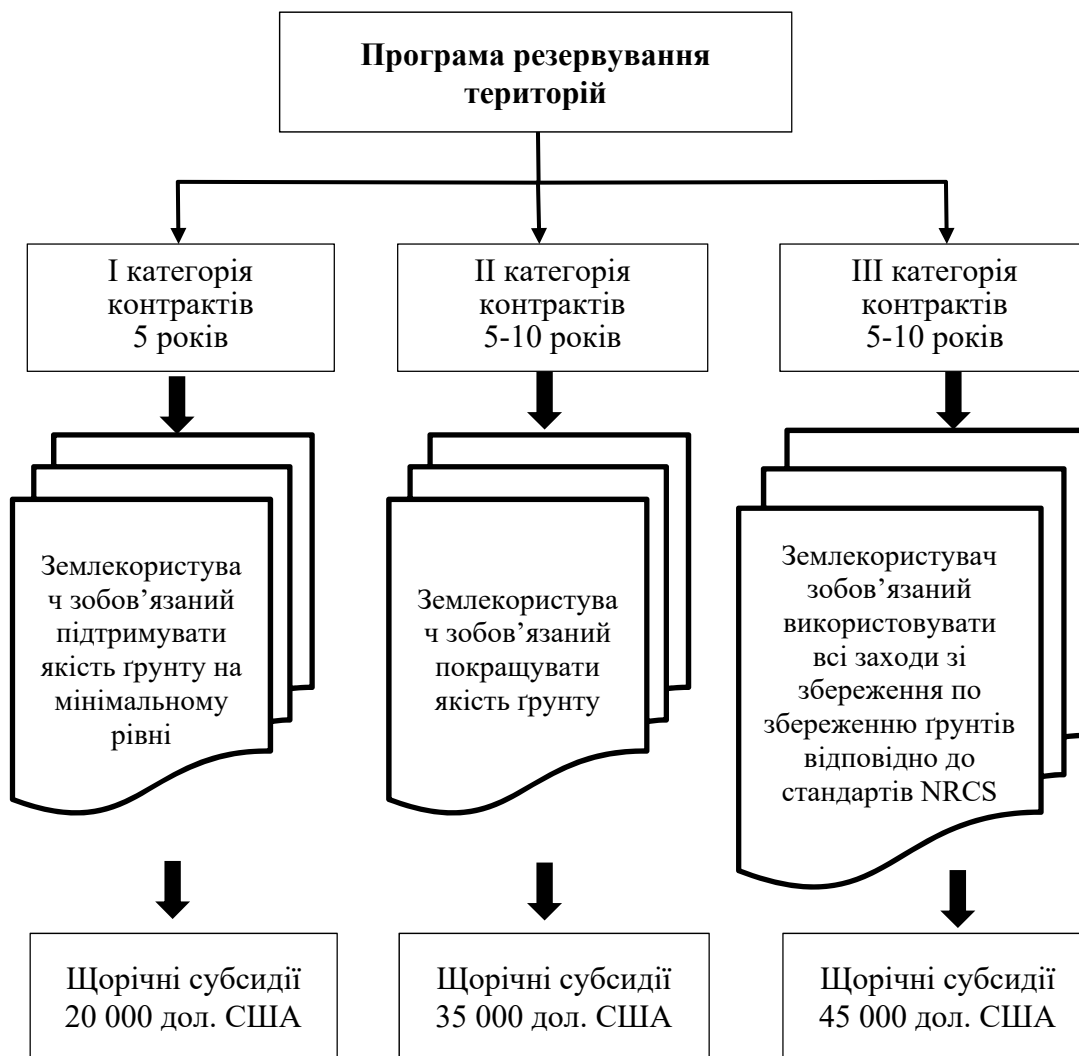 Програма резервування
територій
І категорія
контрактів
5 років
ІІ категорія
контрактів
5-10 років
ІІІ категорія
контрактів
5-10 років
Землекористува
ч зобов’язаний
підтримувати
якість ґрунту на
мінімальному
рівні
Землекористува
ч зобов’язаний
покращувати
якість ґрунту
Землекористувач
зобов’язаний
використовувати
всі заходи зі
збереження по
збереженню ґрунтів
відповідно до
стандартів NRCS
Щорічні субсидії
20 000 дол. США
Щорічні субсидії
35 000 дол. США
Щорічні субсидії
45 000 дол. США